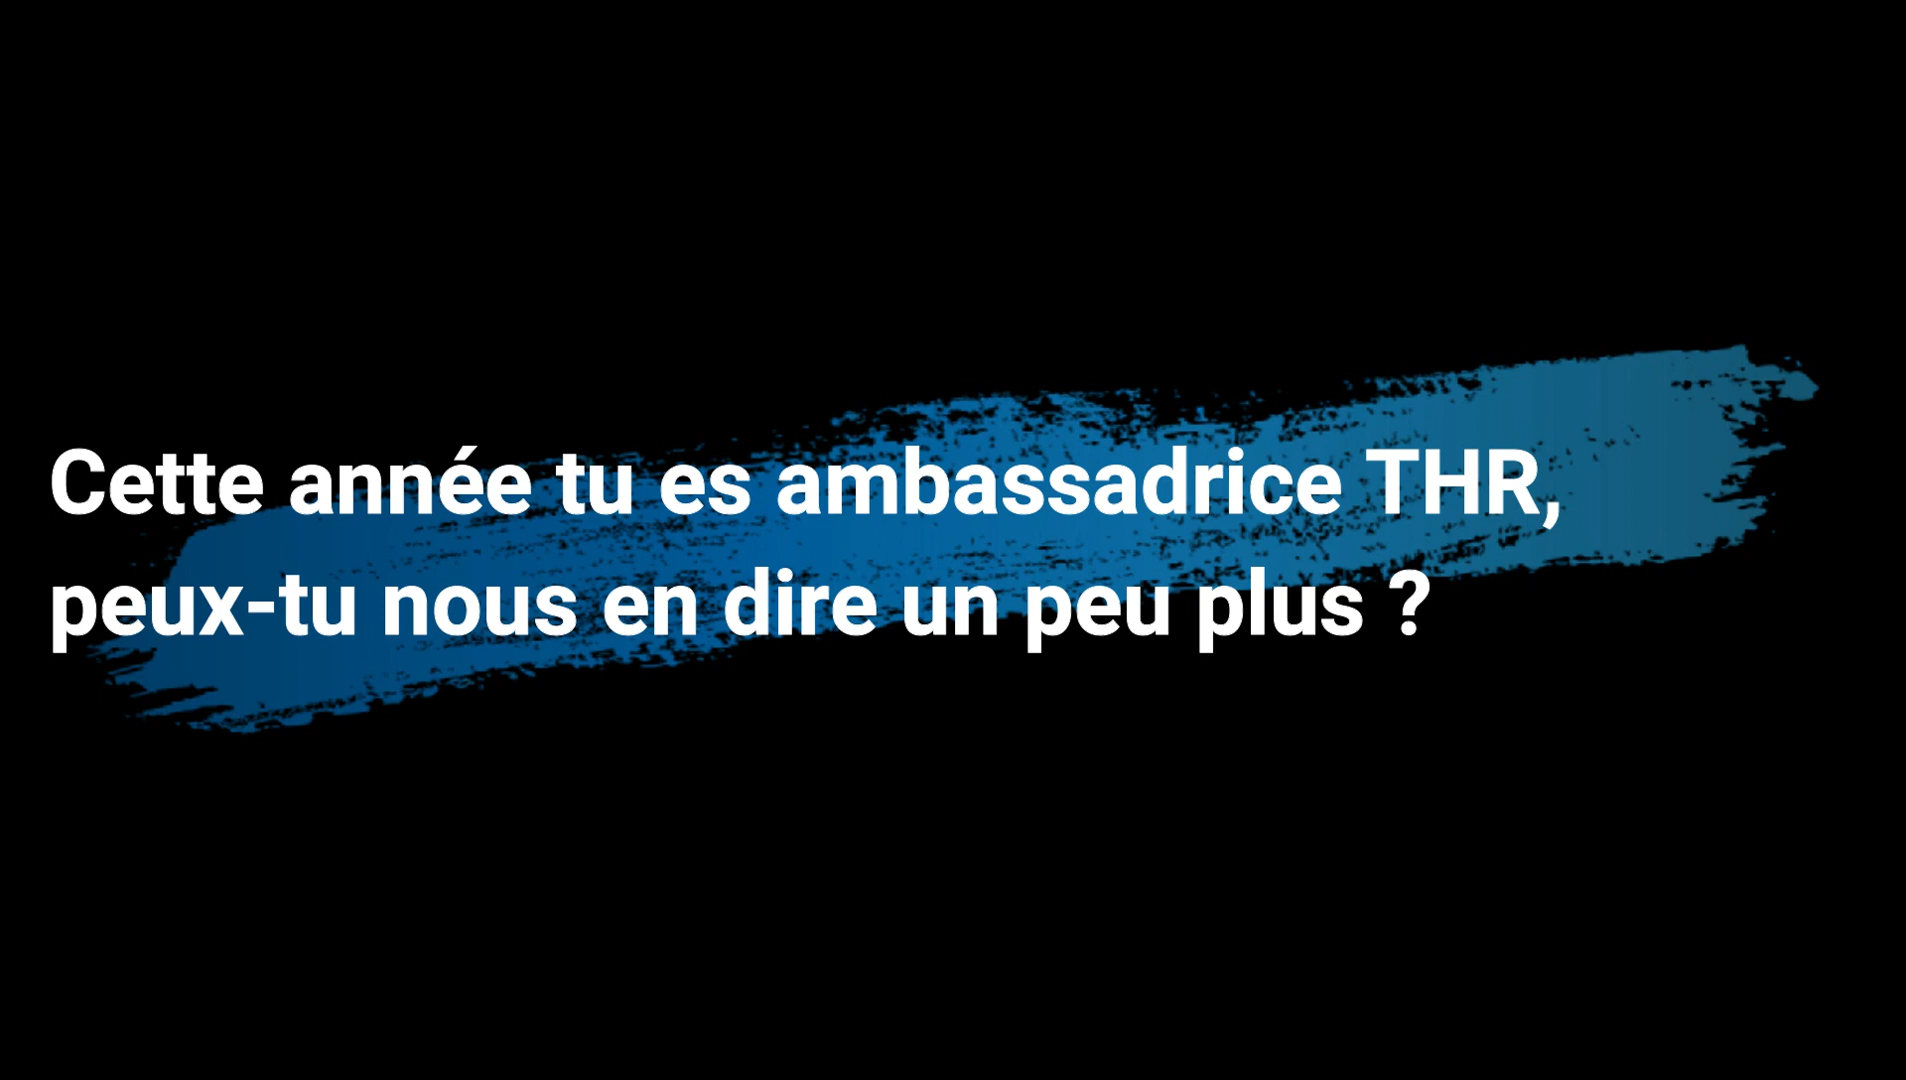 Cette année tu es ambassadrice THR,
peux-tu nous en dire un peu plus ?